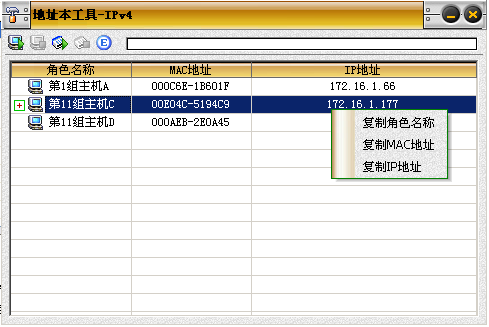 地址本工具-IPv4
角色名称 MAC地址 IP地址
第1组主机A 000C6E-1B601F 172.16.1.66
第11组主机C 00E04C-5194C9 172.16.1.177
第11组主机D 000AEB-2E0A45
复制角色名称
复制MAC地址
复制IP地址